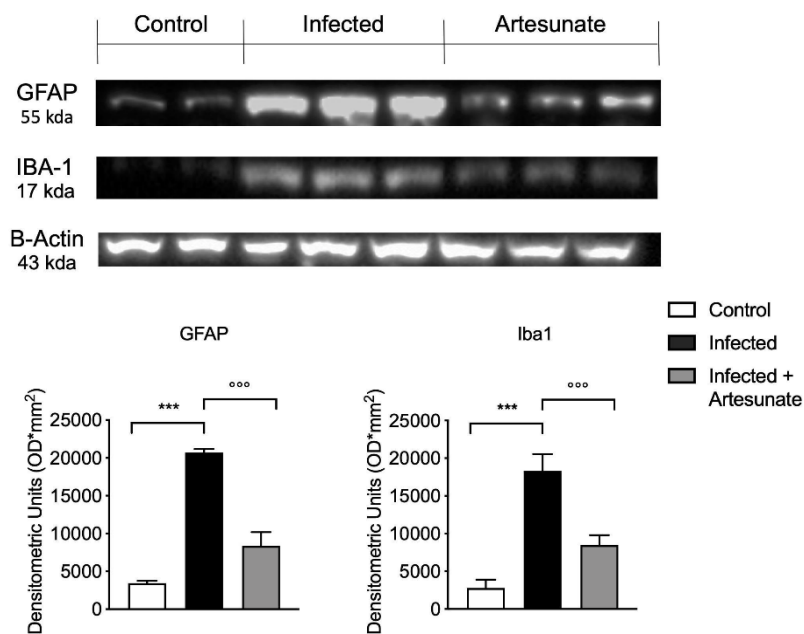 Control Infected Artesunate
GFAP
55 kda
IBA-1
17 kda
B-Actin
43 kda
Control
Infected
Infected +
Artesunate
GFAP
Densitometric Units (OD*mm2)
25000
20000
15000
10000
5000
0
***
°°°
Iba1
Densitometric Units (OD*mm2)
25000
20000
15000
10000
5000
0
***
°°°